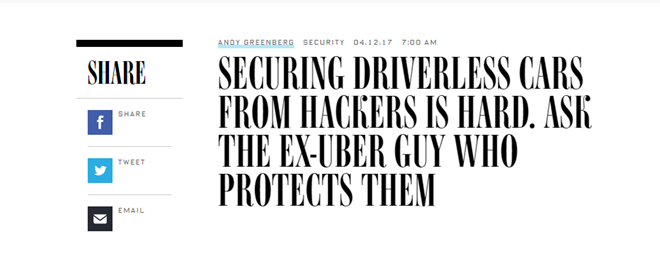 ANDY GREENBERG SECURITY 04.12.17 7:00 AM
SECURING DRIVERLESS CARS
FROM HACKERS IS HARD. ASK
THE EX-UBER GUY WHO
PROTECTS THEM
SHARE
SHARE
TWEET
EMAIL